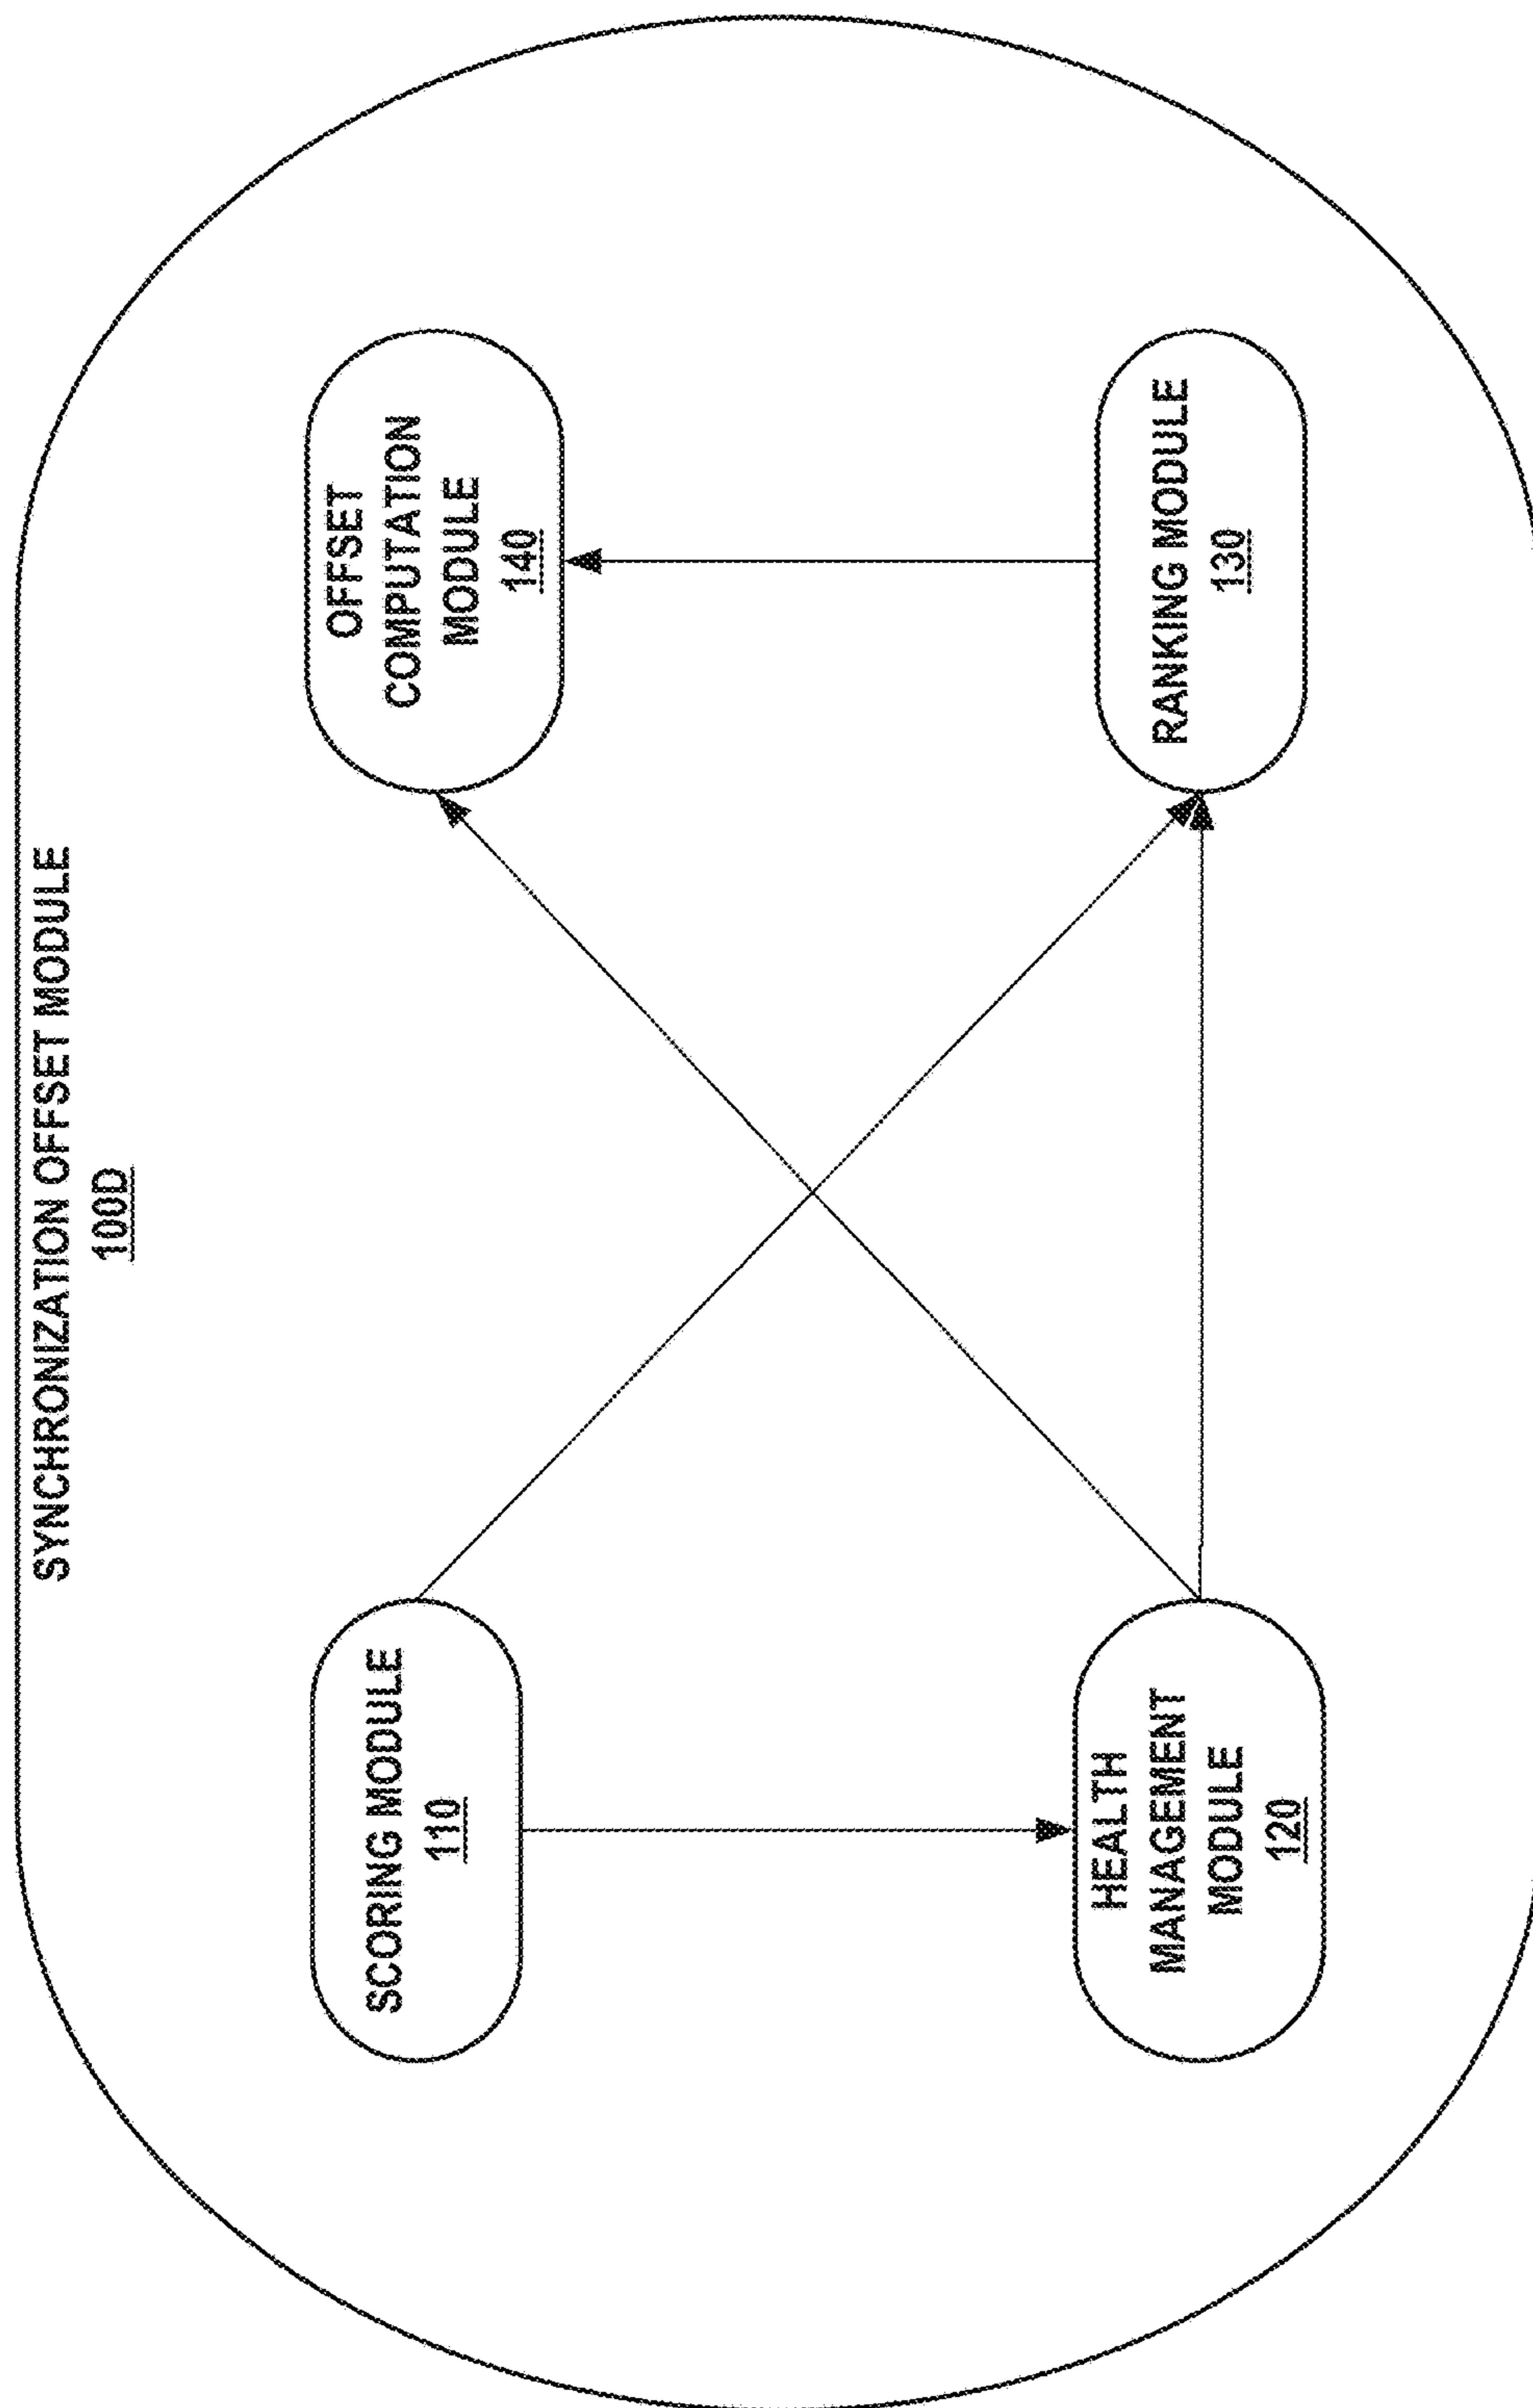 SYNCHRONIZATION OFFSET MODULE
100D
SCORING MODULE
110
OFFSET
COMPUTATION
MODULE
140
HEALTH
MANAGEMENT
MODULE
120
RANKING MODULE
130